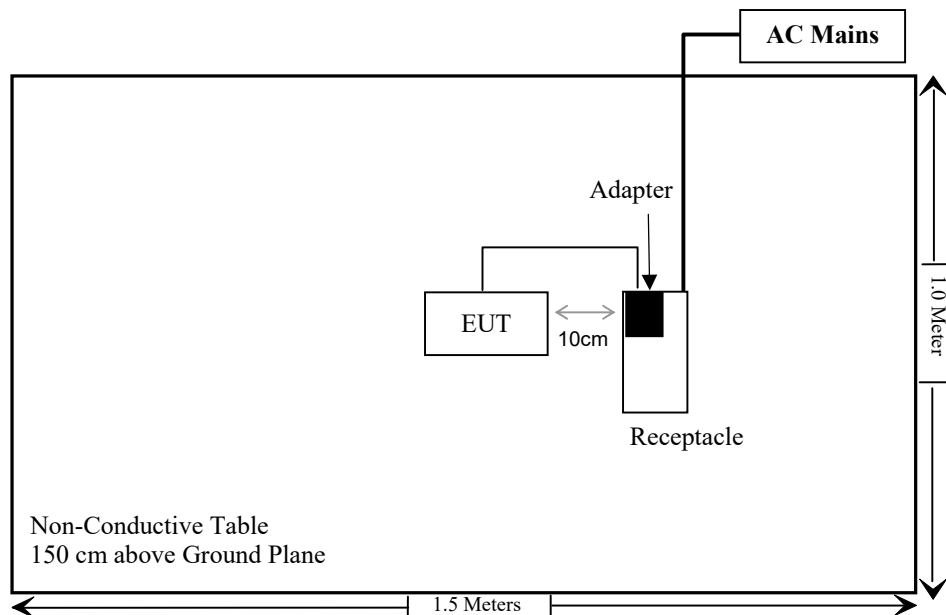 AC Mains
Adapter
EUT
10cm
1.0 Meter
Receptacle
Non-Conductive Table
150 cm above Ground Plane
1.5 Meters